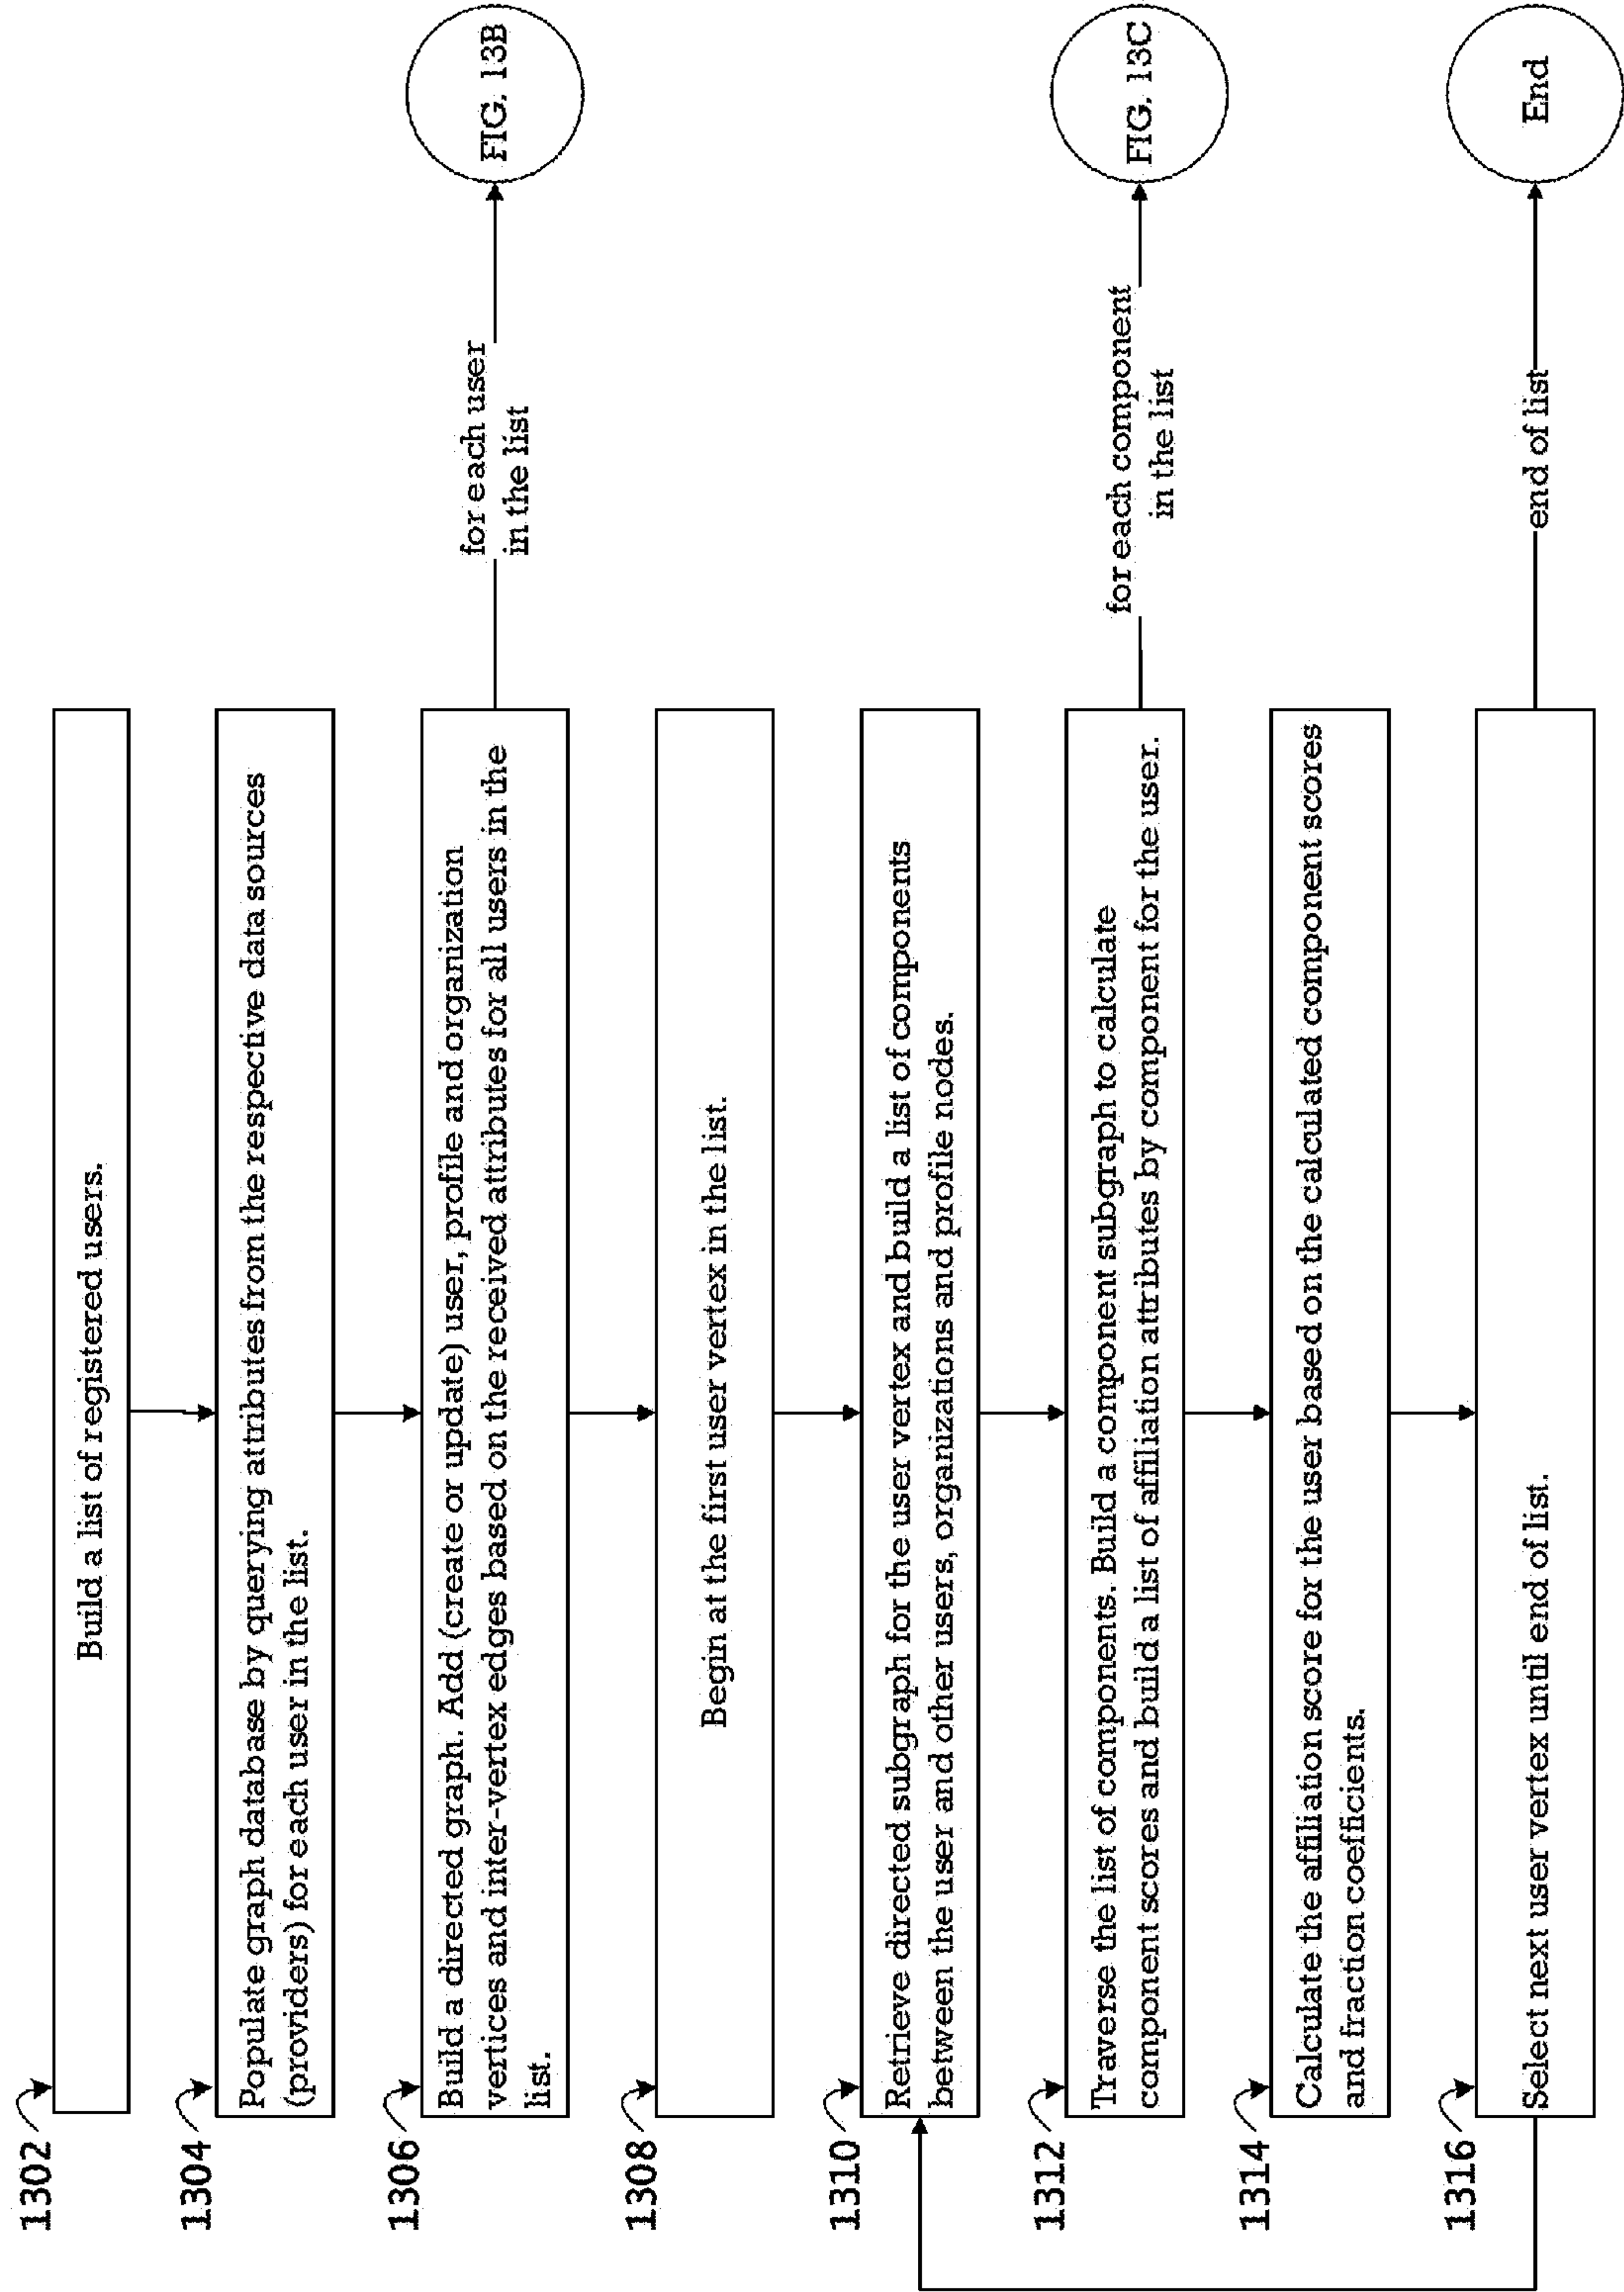 1302
Build a list of registered users.
1304
Populate graph database by querying attributes from the respective data sources
(providers) for each user in the list.
1306
Build a directed graph. Add (create or update) user, profile and organization
vertices and inter-vertex edges based on the received attributes for all users in the
list.
for each user
in the list
FIG. 13B
1308
Begin at the first user vertex in the list.
1310
Retrieve directed subgraph for the user vertex and build a list of components
between the user and other users, organizations and profile nodes.
1312
Traverse the list of components. Build a component subgraph to calculate
component scores and build a list of affiliation attributes by component for the user.
for each component
in the list
FIG. 13C
1314
Calculate the affiliation score for the user based on the calculated component scores
and fraction coefficients.
1316
Select next user vertex until end of list.
end of list
End